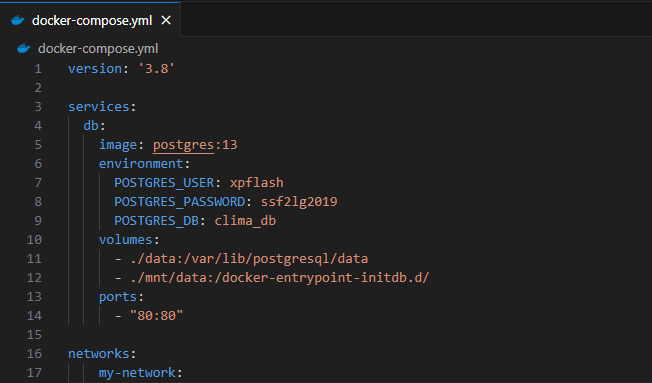 docker-compose.yml
docker-compose.yml
1 version: '3.8'
2
3 services:
4   db:
5     image: postgres:13
6     environment:
7       POSTGRES_USER: xpflash
8       POSTGRES_PASSWORD: ssf2lg2019
9       POSTGRES_DB: clima_db
10     volumes:
11       - ./data:/var/lib/postgresql/data
12       - ./mnt/data:/docker-entrypoint-initdb.d/
13     ports:
14       - "80:80"
15
16 networks:
17     my-network: